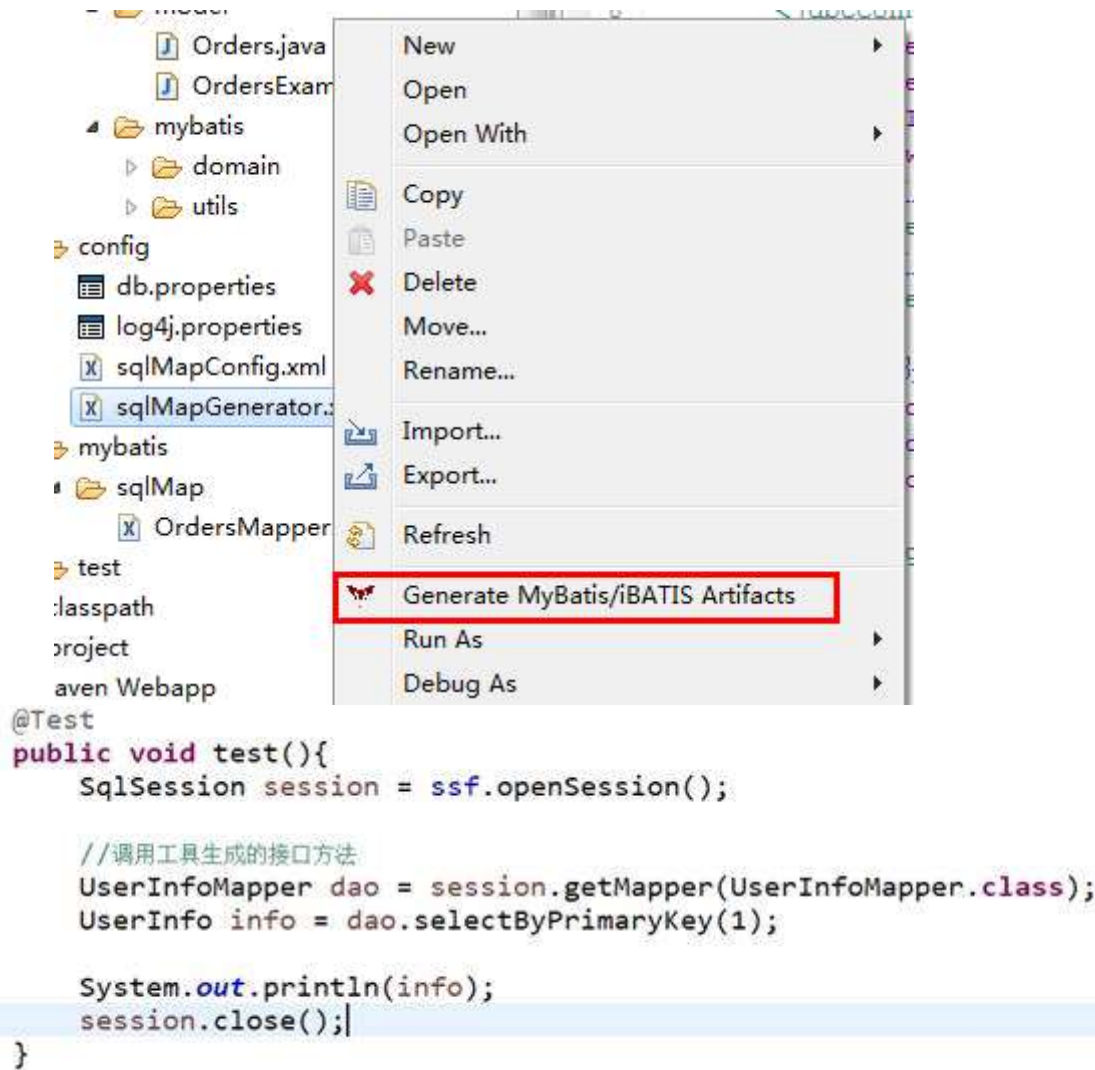 Orders.java
OrdersExam
mybatis
domain
utils
config
db.properties
log4j.properties
sqlMapConfig.xml
sqlMapGenerator.
mybatis
sqlMap
OrdersMapper
test
classpath
project
aven Webapp
New
Open
Open With
Copy
Paste
Delete
Move...
Rename...
Import...
Export...
Refresh
Generate MyBatis/iBATIS Artifacts
Run As
Debug As
@Test
public void test(){
SqlSession session = ssf.openSession();
//调用工具生成的接口方法
UserInfoMapper dao = session.getMapper(UserInfoMapper.class);
UserInfo info = dao.selectByPrimaryKey(1);
System.out.println(info);
session.close();
}